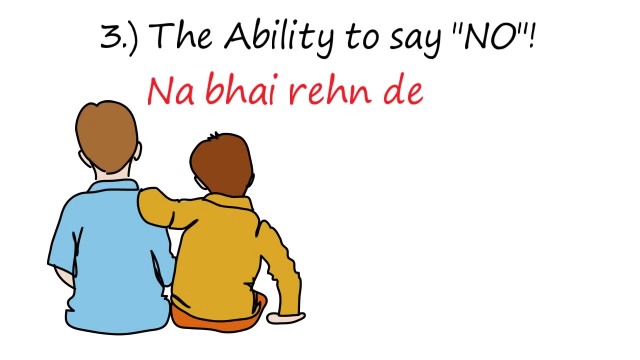 3.) The Ability to say "NO"!
Na bhai rehn de